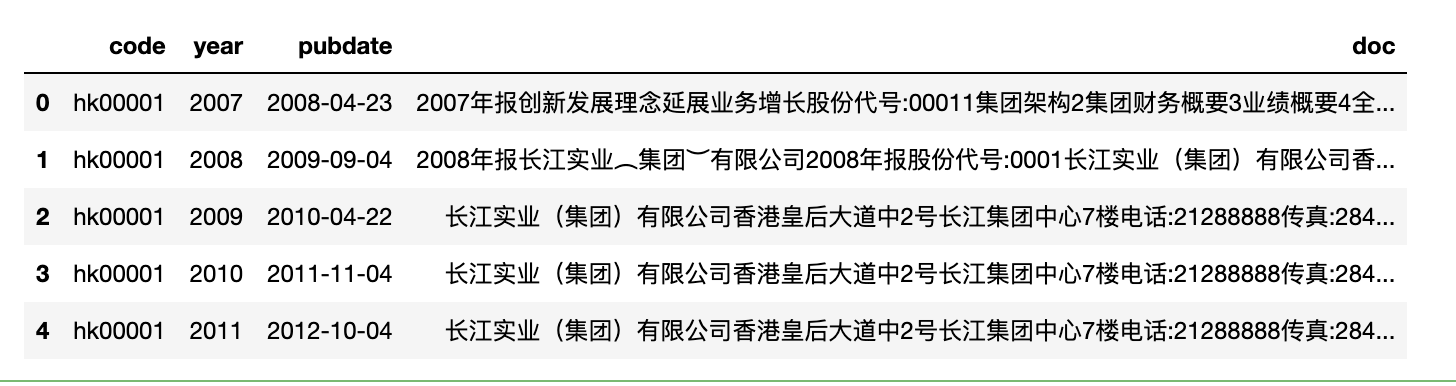 code year pubdate doc
0 hk00001 2007 2008-04-23 2007年报创新发展理念延展业务增长股份代号:00011集团架构2集团财务概要3业绩概要4全...
1 hk00001 2008 2009-09-04 2008年报长江实业︵集团︶有限公司2008年报股份代号:0001长江实业（集团）有限公司香...
2 hk00001 2009 2010-04-22 长江实业（集团）有限公司香港皇后大道中2号长江集团中心7楼电话:21288888传真:284...
3 hk00001 2010 2011-11-04 长江实业（集团）有限公司香港皇后大道中2号长江集团中心7楼电话:21288888传真:284...
4 hk00001 2011 2012-10-04 长江实业（集团）有限公司香港皇后大道中2号长江集团中心7楼电话:21288888传真:284...